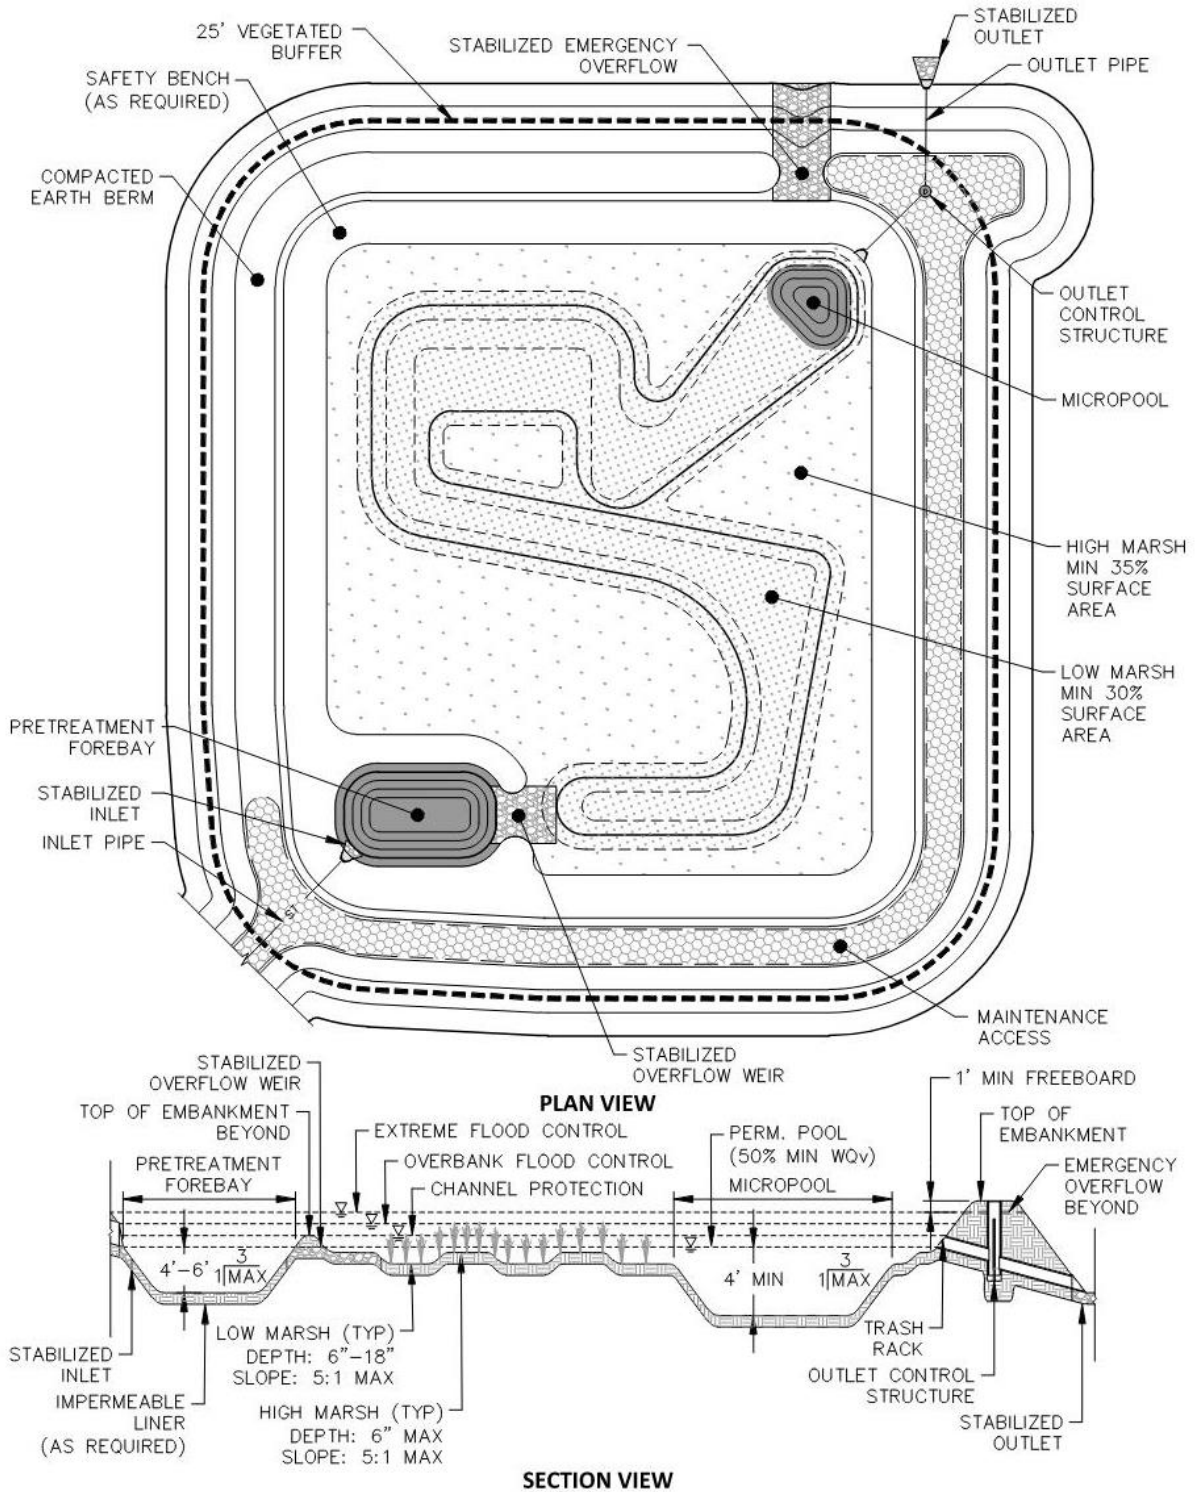 STABILIZED
OUTLET
25' VEGETATED
BUFFER
STABILIZED EMERGENCY
OVERFLOW
OUTLET PIPE
SAFETY BENCH
(AS REQUIRED)
COMPACTED
EARTH BERM
OUTLET
CONTROL
STRUCTURE
MICROPOOL
HIGH MARSH
MIN 35%
SURFACE
AREA
LOW MARSH
MIN 30%
SURFACE
AREA
PRETREATMENT
FOREBAY
STABILIZED
INLET
INLET PIPE
MAINTENANCE
ACCESS
STABILIZED
OVERFLOW WEIR
PLAN VIEW
STABILIZED
OVERFLOW WEIR
TOP OF EMBANKMENT
BEYOND
PRETREATMENT
FOREBAY
EXTREME FLOOD CONTROL
OVERBANK FLOOD CONTROL
CHANNEL PROTECTION
PERM. POOL
(50% MIN WQv)
MICROPOOL
1' MIN FREEBOARD
TOP OF
EMBANKMENT
EMERGENCY
OVERFLOW
BEYOND
4'-6'
3
1 MAX
4' MIN
3
1 MAX
STABILIZED
INLET
IMPERMEABLE
LINER
(AS REQUIRED)
LOW MARSH (TYP)
DEPTH: 6"-18"
SLOPE: 5:1 MAX
HIGH MARSH (TYP)
DEPTH: 6" MAX
SLOPE: 5:1 MAX
TRASH
RACK
OUTLET CONTROL
STRUCTURE
STABILIZED
OUTLET
SECTION VIEW